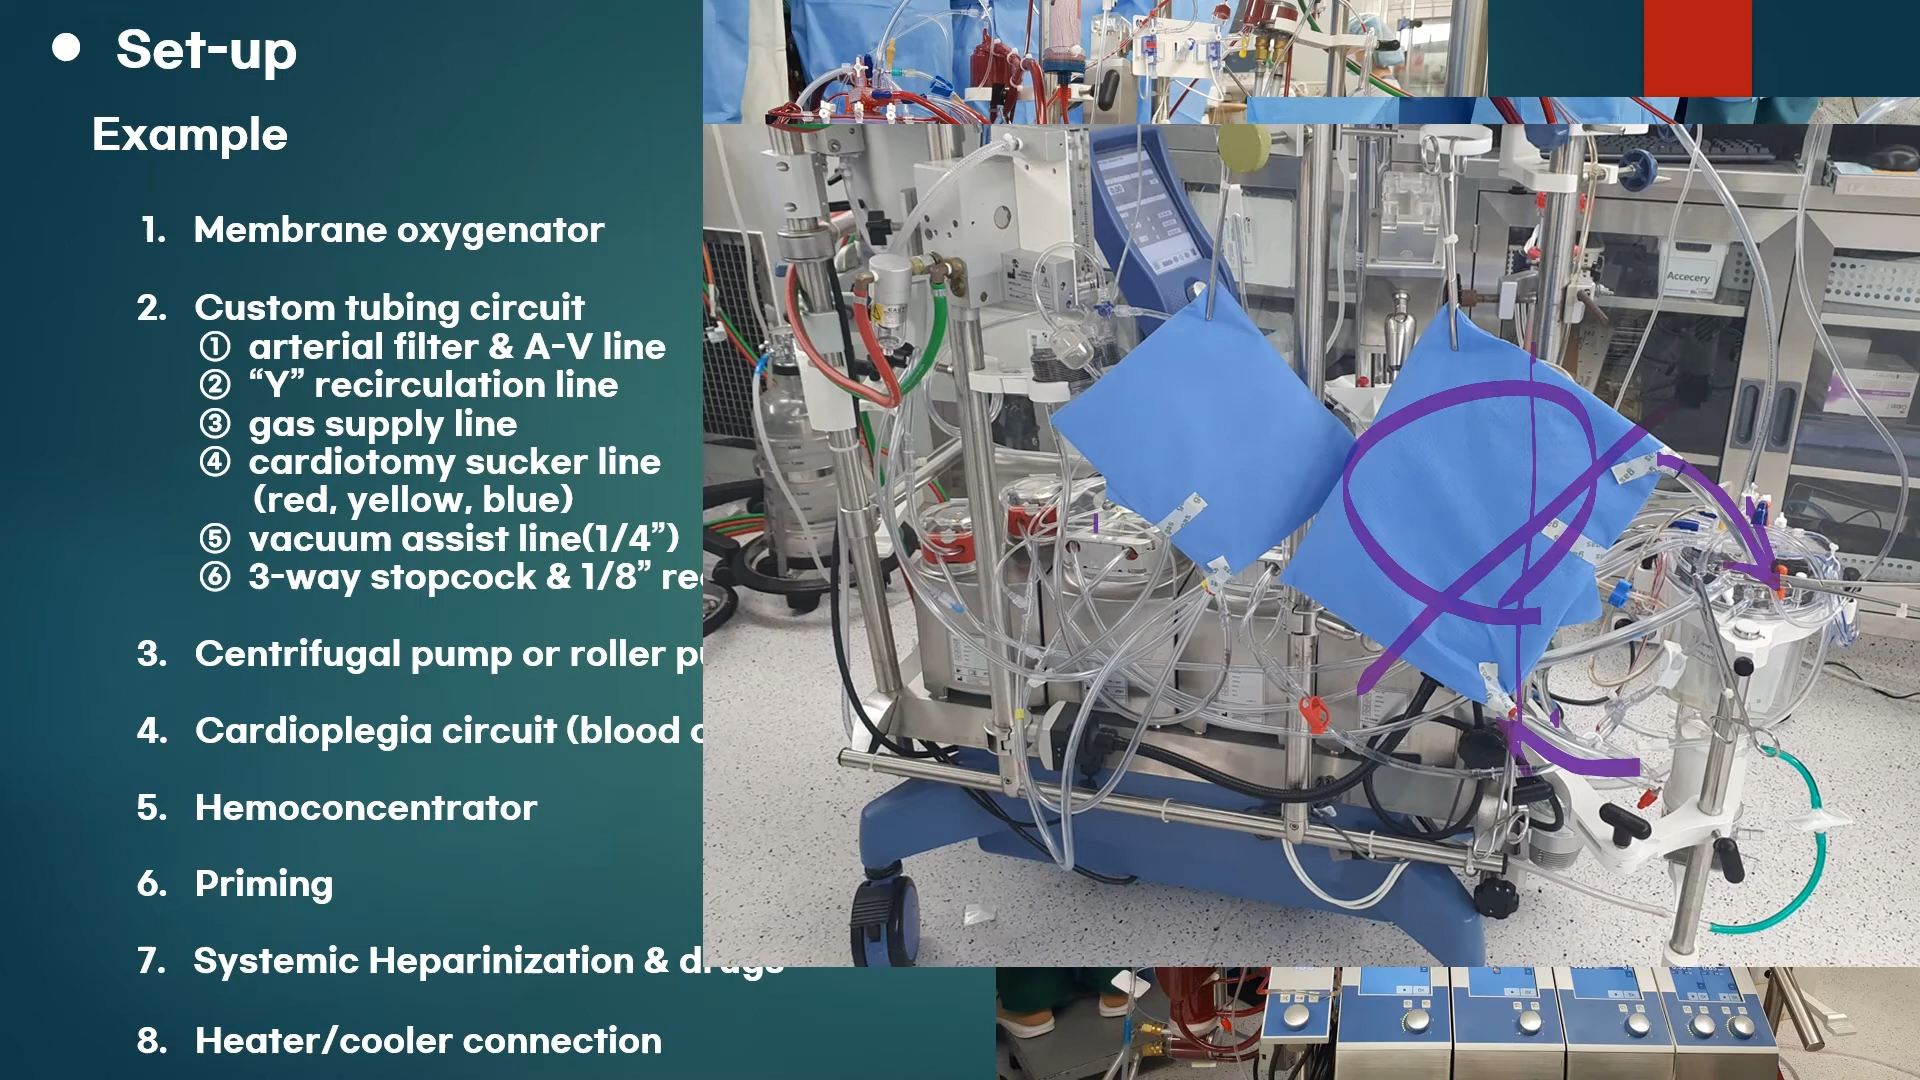 Set-up
Example
1. Membrane oxygenator
2. Custom tubing circuit
① arterial filter & A-V line
② “Y” recirculation line
③ gas supply line
④ cardiotomy sucker line
(red, yellow, blue)
⑤ vacuum assist line(1/4”)
⑥ 3-way stopcock & 1/8”
3. Centrifugal pump or roller
4. Cardioplegia circuit (blood
5. Hemoconcentrator
6. Priming
7. Systemic Heparinization & drugs
8. Heater/cooler connection
Accecery